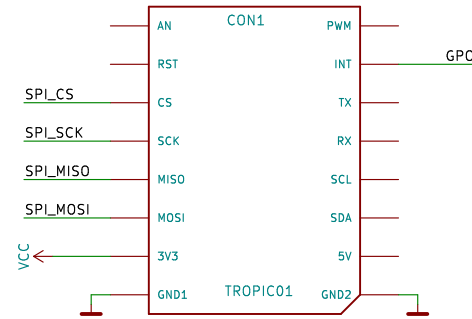 CON1
AN PWM
RST INT GPO
SPI_CS CS TX
SPI_SCK SCK RX
SPI_MISO MISO SCL
SPI_MOSI MOSI SDA
VCC 3V3 5V
GND1 TROPIC01 GND2